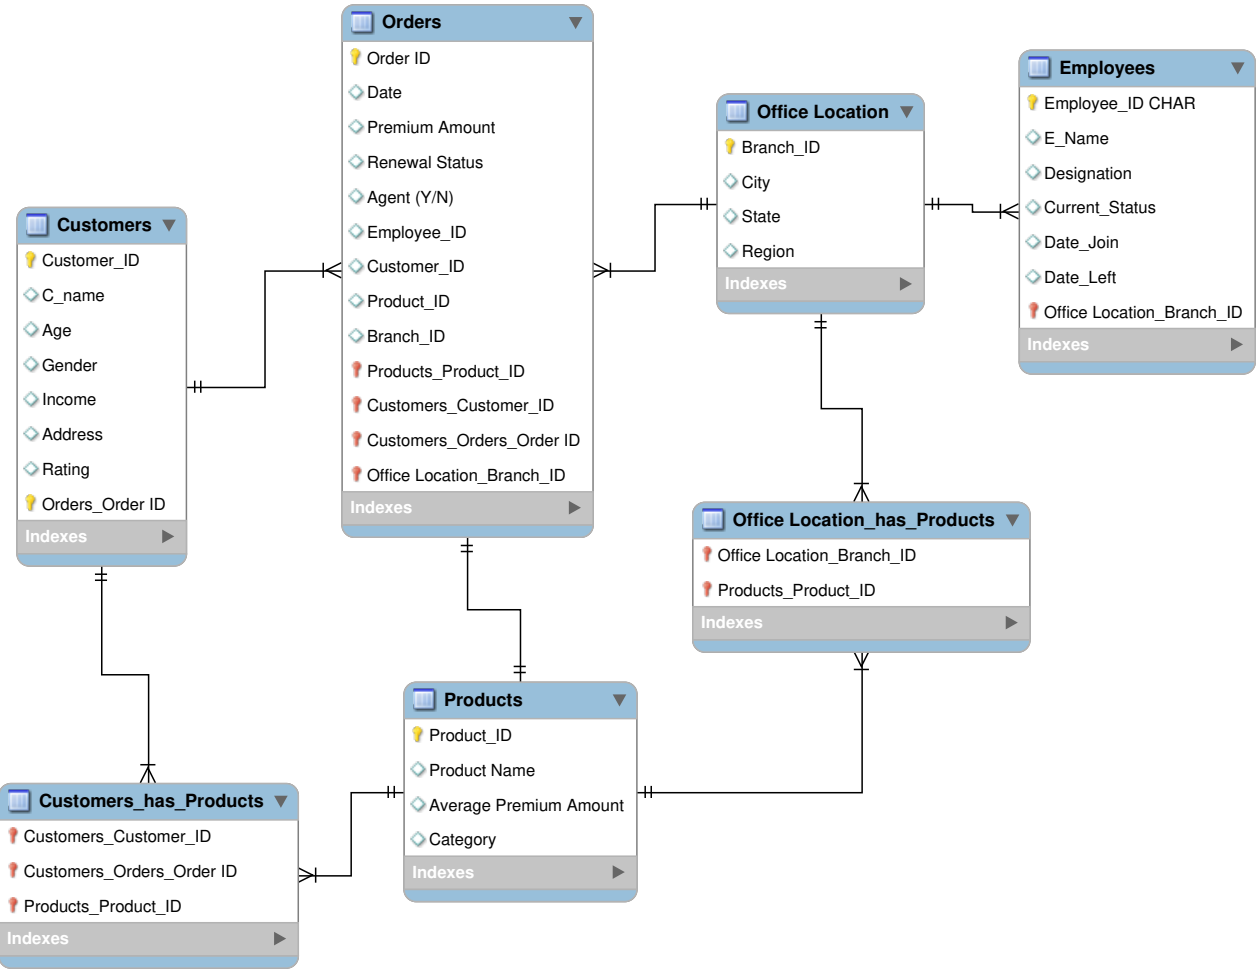 Orders
Order ID
Date
Premium Amount
Renewal Status
Agent (Y/N)
Employee_ID
Customer_ID
Product_ID
Branch_ID
Products_Product_ID
Customers_Customer_ID
Customers_Orders_Order ID
Office Location_Branch_ID
Indexes
Employees
Employee_ID CHAR
E_Name
Designation
Current_Status
Date_Join
Date_Left
Office Location_Branch_ID
Indexes
Office Location
Branch_ID
City
State
Region
Indexes
Customers
Customer_ID
C_name
Age
Gender
Income
Address
Rating
Orders_Order ID
Indexes
Office Location_has_Products
Office Location_Branch_ID
Products_Product_ID
Indexes
Products
Product_ID
Product Name
Average Premium Amount
Category
Indexes
Customers_has_Products
Customers_Customer_ID
Customers_Orders_Order ID
Products_Product_ID
Indexes